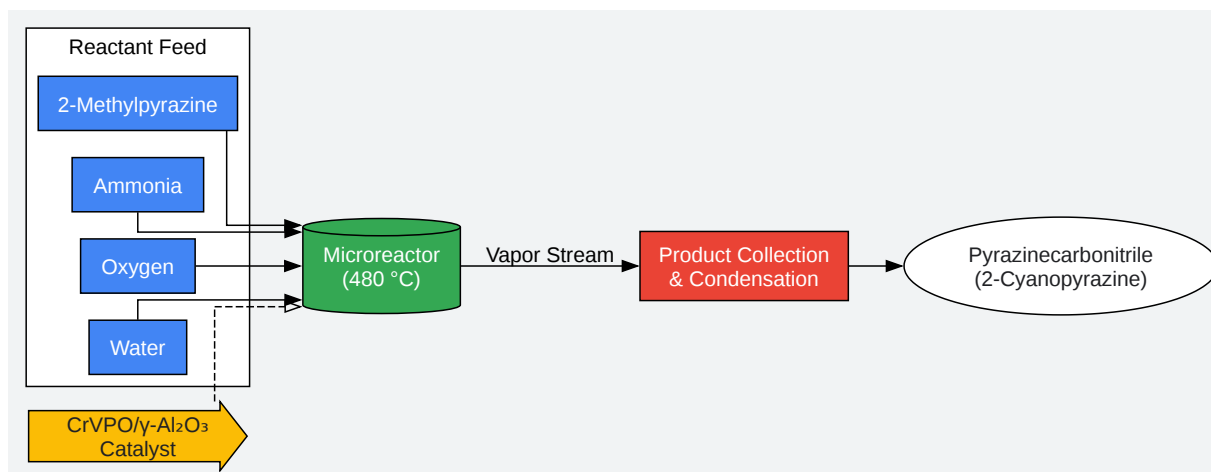 Reactant Feed
2-Methylpyrazine
Ammonia
Oxygen
Water
CrVPO/γ-Al₂O₃
Catalyst
Microreactor
(480 °C)
Vapor Stream
Product Collection
& Condensation
Pyrazinecarbonitrile
(2-Cyanopyrazine)